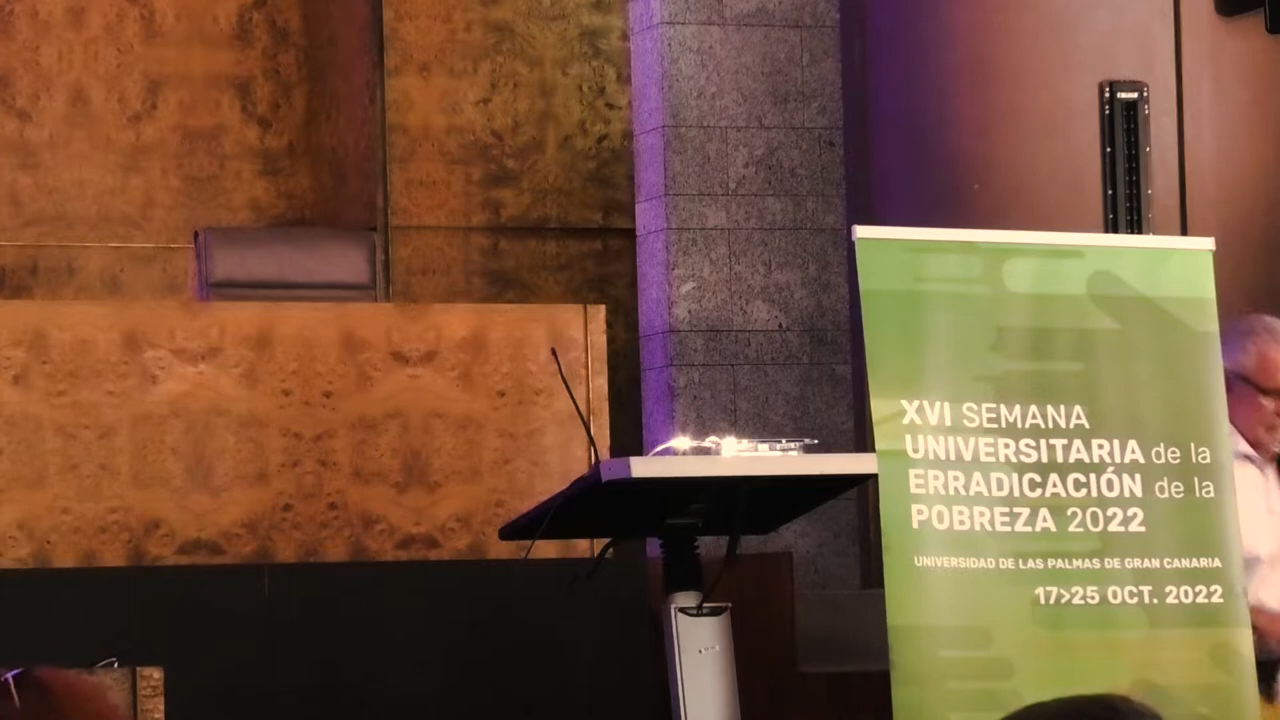 XVI SEMANA
UNIVERSITARIA de la
ERRADICACIÓN de la
POBREZA 2022
UNIVERSIDAD DE LAS PALMAS DE GRAN CANARIA
17>25 OCT. 2022